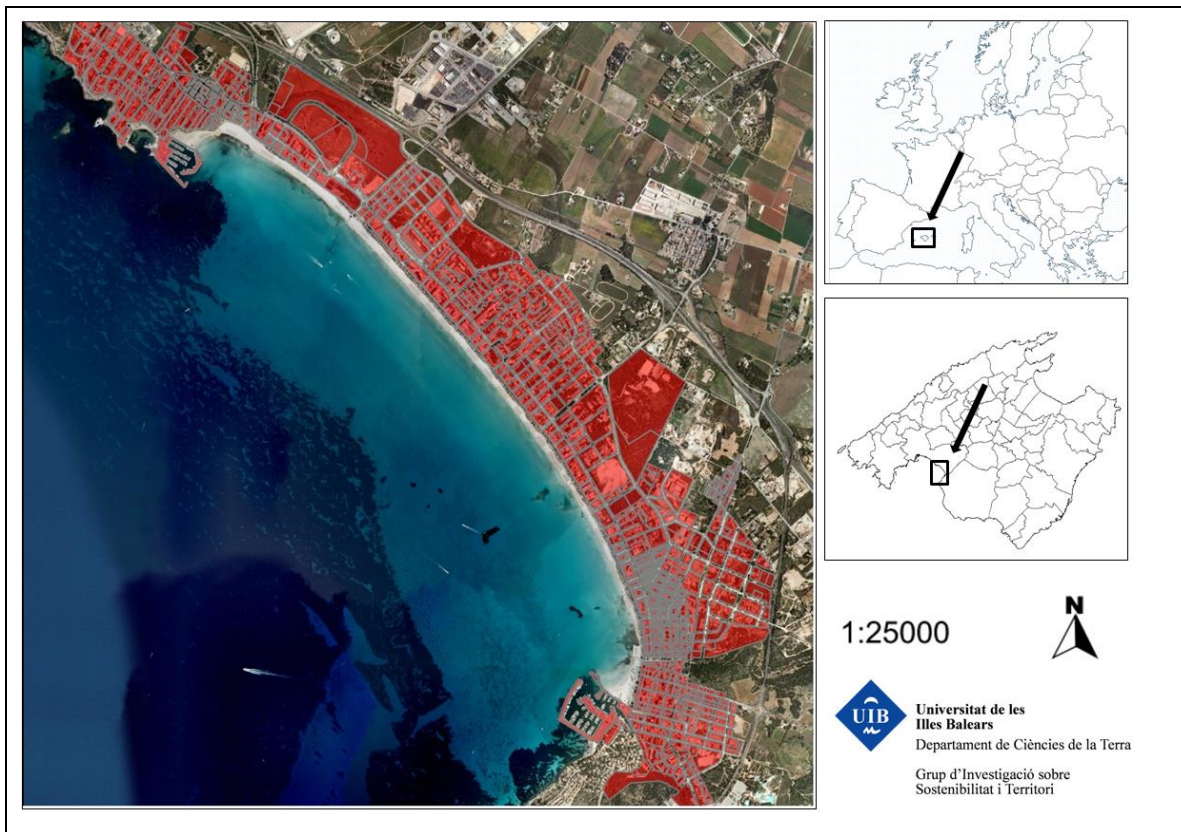 1:25000
N
UIB
Universitat de les
Illes Balears
Departament de Ciències de la Terra
Grup d'Investigació sobre
Sostenibilitat i Territori